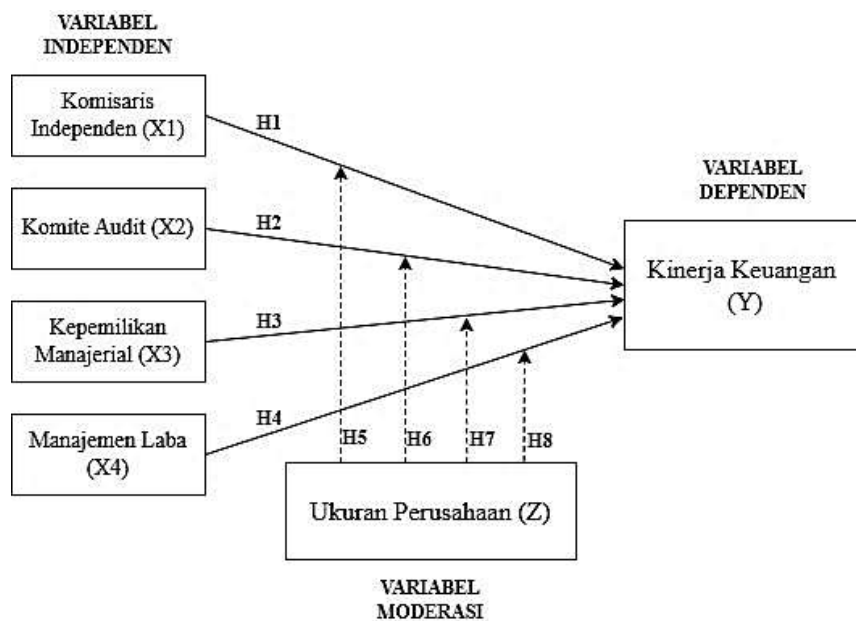 VARIABEL
INDEPENDEN
Komisaris
Independen (X1)
H1
VARIABEL
DEPENDEN
Komite Audit (X2)
H2
Kinerja Keuangan
(Y)
Kepemilikan
Manajerial (X3)
H3
Manajemen Laba
(X4)
H4
H5
H6
H7
H8
Ukuran Perusahaan (Z)
VARIABEL
MODERASI